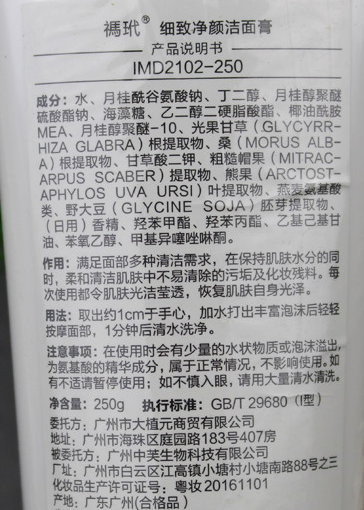 禤玳® 细致净颜洁面膏
产品说明书
IMD2102-250
成分：水、月桂酰谷氨酸钠、丁二醇、月桂醇聚醚
硫酸酯钠、海藻糖、乙二醇二硬脂酸酯、椰油酰胺
MEA、月桂醇聚醚-10、光果甘草（GLYCYRR-
HIZA GLABRA）根提取物、桑（MORUS ALB-
A）根提取物、甘草酸二钾、粗糙帽果（MITRAC-
ARPUS SCABER）提取物、熊果（ARCTOST-
APHYLOS UVA URSI）叶提取物、燕麦氨基酸
类、野大豆（GLYCINE SOJA）胚芽提取物、
（日用）香精、羟苯甲酯、羟苯丙酯、乙基己基甘
油、苯氧乙醇、甲基异噻唑啉酮。
作用：满足面部多种清洁需求，在保持肌肤水分的同
时，柔和清洁肌肤中不易清除的污垢及化妆残料。每
次使用都令肌肤光洁莹透，恢复肌肤自身光泽。
用法：取出约1cm于手心，加水打出丰富泡沫后轻轻
按摩面部，1分钟后清水洗净。
注意事项：在使用时会有少量的水状物质或泡沫溢出，
为氨基酸的精华成分，属于正常情况，不影响使用。如
有不适请暂停使用；如不慎入眼，请用大量清水清洗。
净含量：250g 执行标准：GB/T 29680（I型）
委托方：广州市大植元商贸有限公司
地址：广州市海珠区庭园路183号407房
被委托方：广州中芙生物科技有限公司
厂址：广州市白云区江高镇小塘村小塘南路88号之三
化妆品生产许可证号：粤妆20161101
产地：广东广州（合格品）